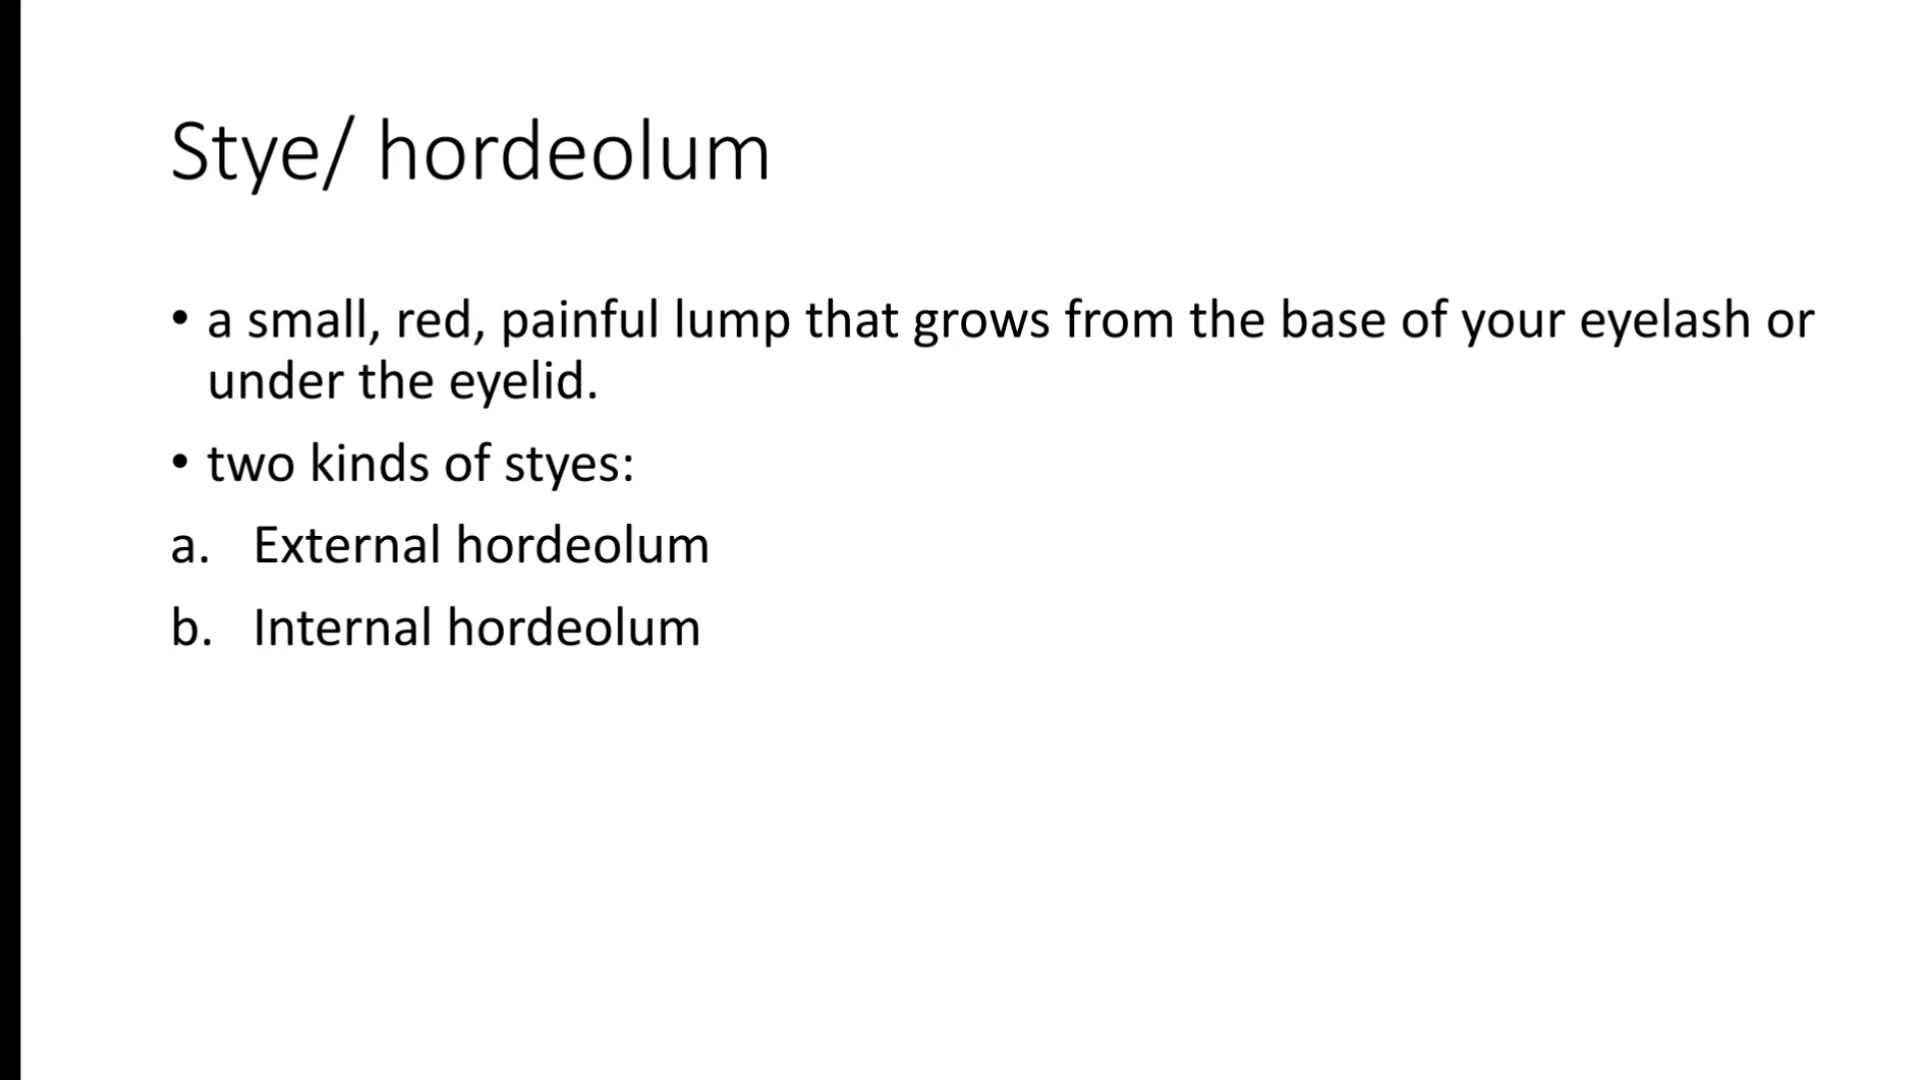 Stye/ hordeolum
• a small, red, painful lump that grows from the base of your eyelash or
under the eyelid.
• two kinds of styes:
a. External hordeolum
b. Internal hordeolum